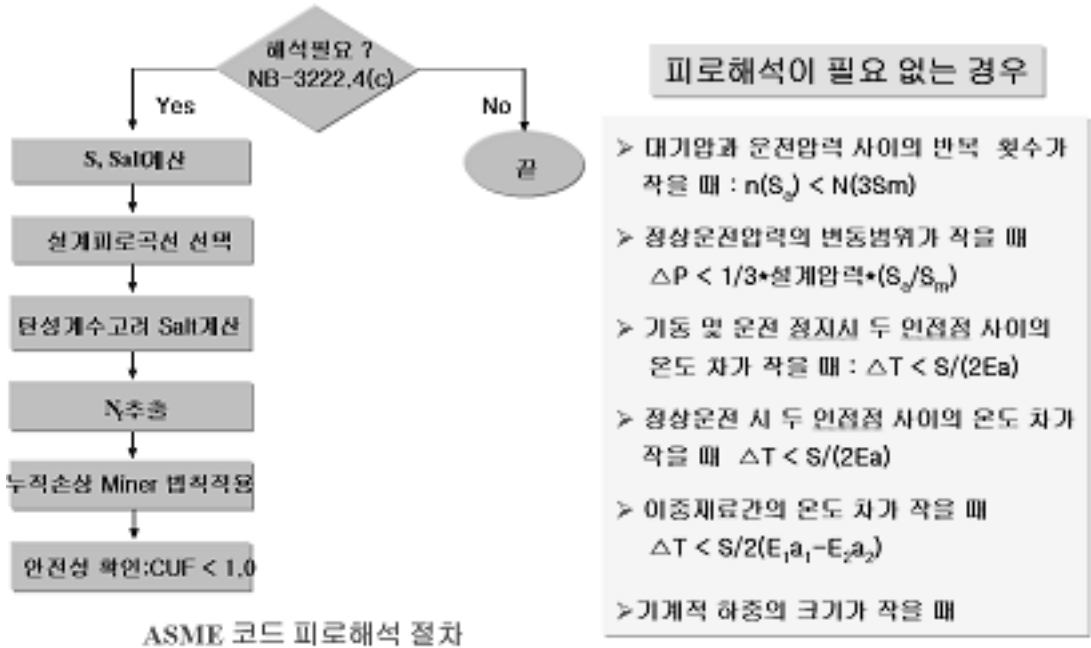 해석필요 ?
NB-3222.4(c)
Yes
No
끝
S, Salt계산
설계피로곡선 선택
탄성계수고려 Salt계산
Nf추출
누적손상 Miner 법칙적용
안전성 확인:CUF < 1.0
ASME 코드 피로해석 절차
피로해석이 필요 없는 경우
➢ 대기압과 운전압력 사이의 반복 횟수가
작을 때 : n(Sa) < N(3Sm)
➢ 정상운전압력의 변동범위가 작을 때
△P < 1/3*설계압력*(Sa/Sm)
➢ 기동 및 운전 정지시 두 인접점 사이의
온도 차가 작을 때 : △T < S/(2Ea)
➢ 정상운전 시 두 인접점 사이의 온도 차가
작을 때 △T < S/(2Ea)
➢ 이종재료간의 온도 차가 작을 때
△T < S/2(E1a1-E2a2)
➢기계적 하중의 크기가 작을 때